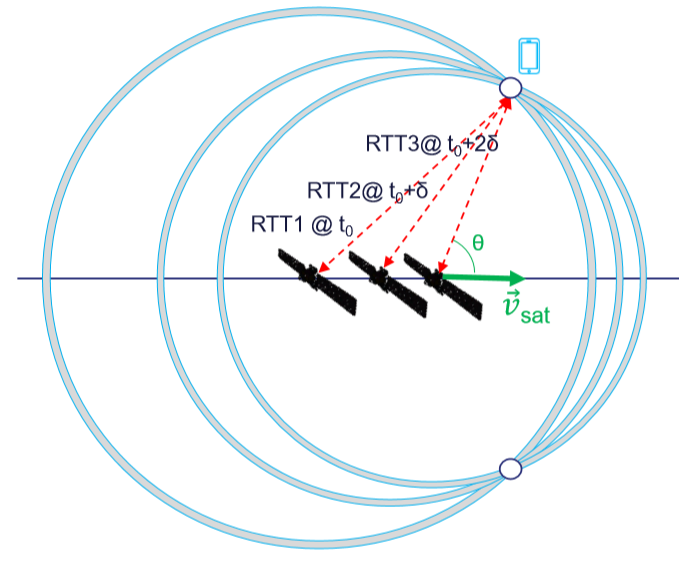 RTT3@ t₀+2δ
RTT2@ t₀+δ
RTT1 @ t₀
θ
v⃗sat